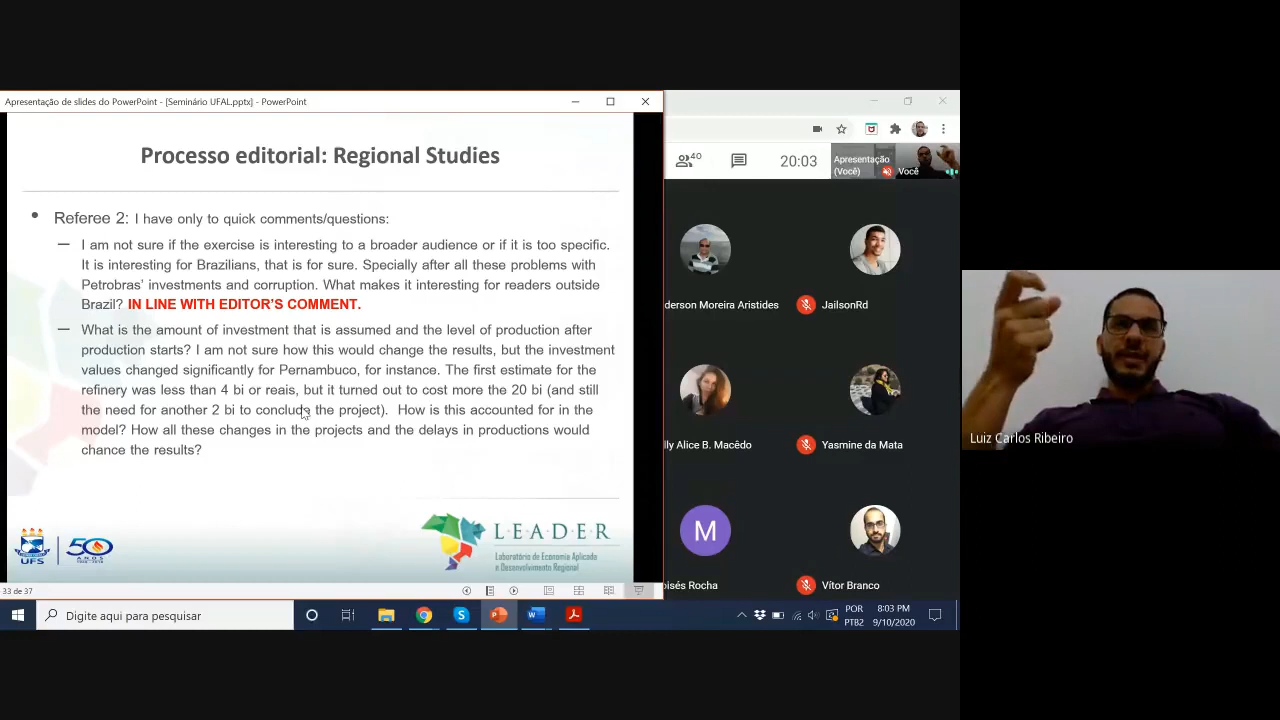 Apresentação de slides do PowerPoint - [Seminário UFAL.pptx] - PowerPoint
Processo editorial: Regional Studies
• Referee 2: I have only to quick comments/questions:
— I am not sure if the exercise is interesting to a broader audience or if it is too specific.
It is interesting for Brazilians, that is for sure. Specially after all these problems with
Petrobras' investments and corruption. What makes it interesting for readers outside
Brazil? IN LINE WITH EDITOR'S COMMENT.
— What is the amount of investment that is assumed and the level of production after
production starts? I am not sure how this would change the results, but the investment
values changed significantly for Pernambuco, for instance. The first estimate for the
refinery was less than 4 bi or reais, but it turned out to cost more the 20 bi (and still
the need for another 2 bi to conclude the project). How is this accounted for in the
model? How all these changes in the projects and the delays in productions would
chance the results?
UFS
50
ANOS
LEADER
Laboratório de Economia Aplicada
e Desenvolvimento Regional
33 de 37
40
20:03
Apresentação
(Você)
Você
derson Moreira Aristides
JailsonRd
lly Alice B. Macêdo
Yasmine da Mata
M
oisés Rocha
Vítor Branco
Luiz Carlos Ribeiro
Digite aqui para pesquisar
POR
PTB2
8:03 PM
9/10/2020